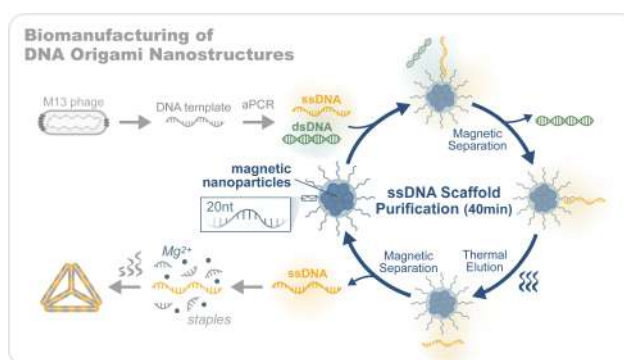 Biomanufacturing of
DNA Origami Nanostructures
M13 phage
DNA template
aPCR
ssDNA
dsDNA
Magnetic
Separation
magnetic
nanoparticles
20nt
ssDNA Scaffold
Purification (40min)
Mg²⁺
ssDNA
Magnetic
Separation
Thermal
Elution
staples